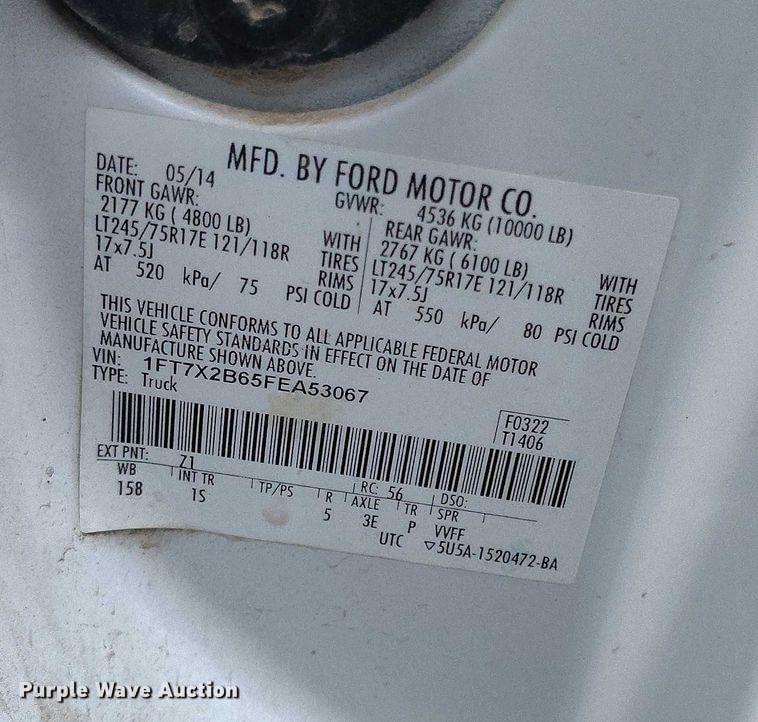 MFD. BY FORD MOTOR CO.
DATE: 05/14 GVWR: 4536 KG (10000 LB)
FRONT GAWR: REAR GAWR:
2177 KG ( 4800 LB) WITH 2767 KG ( 6100 LB) WITH
LT245/75R17E 121/118R TIRES LT245/75R17E 121/118R TIRES
17x7.5J RIMS 17x7.5J RIMS
AT 520 kPa/ 75 PSI COLD AT 550 kPa/ 80 PSI COLD
THIS VEHICLE CONFORMS TO ALL APPLICABLE FEDERAL MOTOR
VEHICLE SAFETY STANDARDS IN EFFECT ON THE DATE OF
MANUFACTURE SHOWN ABOVE.
VIN: 1FT7X2B65FEA53067
TYPE: Truck
F0322
T1406
EXT PNT: Z1 RC: 56 DSO:
WB INT TR TP/PS R AXLE TR SPR
158 1S 5 3E P VVFF
UTC ▽5U5A-1520472-BA
Purple Wave Auction